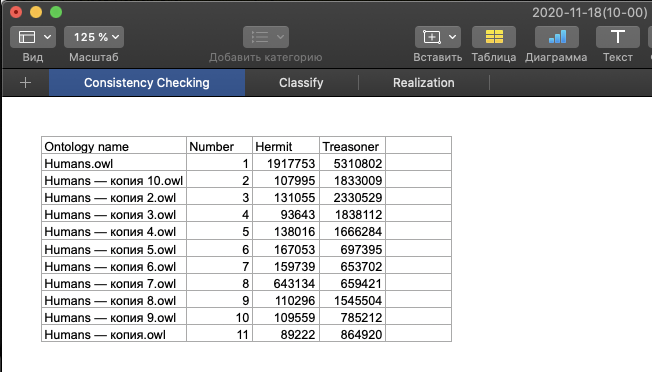 2020-11-18(10-00)
125 %
Вид Масштаб Добавить категорию Вставить Таблица Диаграмма Текст
Consistency Checking Classify Realization
Ontology name Number Hermit Treasoner
Humans.owl 1 1917753 5310802
Humans — копия 10.owl 2 107995 1833009
Humans — копия 2.owl 3 131055 2330529
Humans — копия 3.owl 4 93643 1838112
Humans — копия 4.owl 5 138016 1666284
Humans — копия 5.owl 6 167053 697395
Humans — копия 6.owl 7 159739 653702
Humans — копия 7.owl 8 643134 659421
Humans — копия 8.owl 9 110296 1545504
Humans — копия 9.owl 10 109559 785212
Humans — копия.owl 11 89222 864920